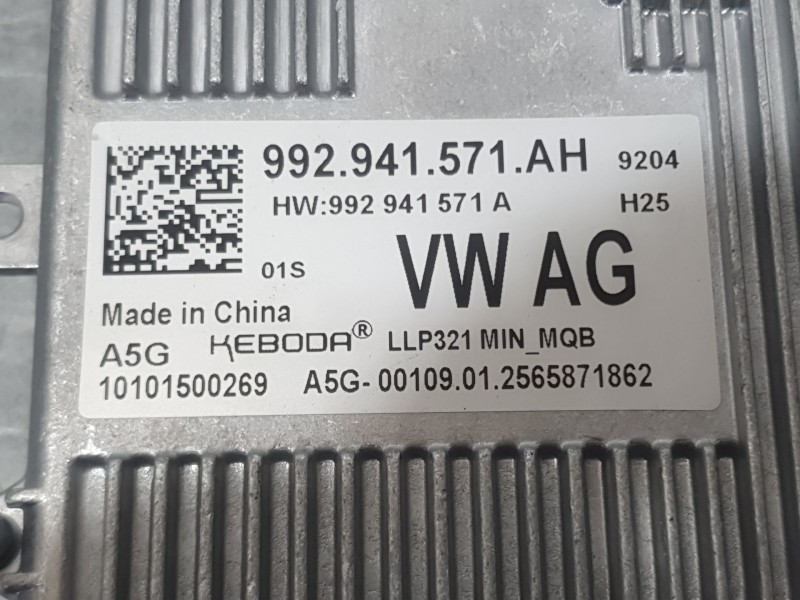 992.941.571.AH 9204
HW:992 941 571 A H25
01S VW AG
Made in China
A5G KEBODA® LLP321 MIN_MQB
10101500269 A5G-00109.01.2565871862